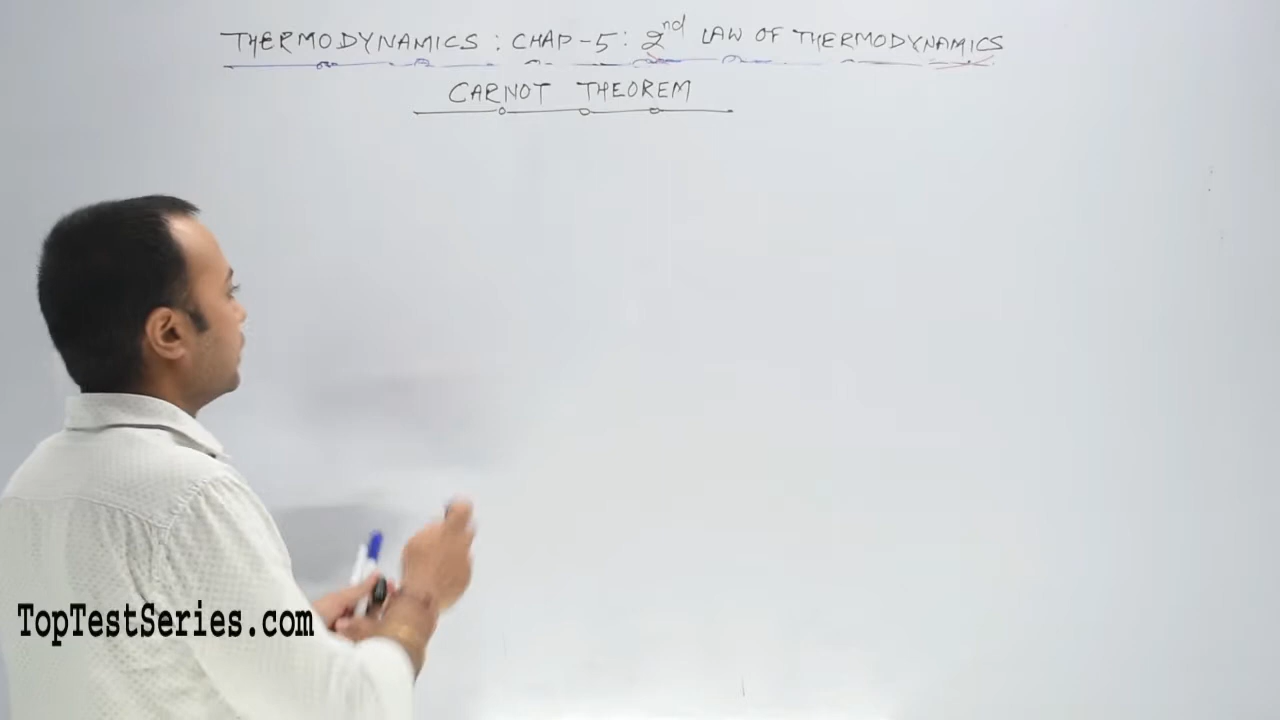 THERMODYNAMICS : CHAP-5: 2nd LAW OF THERMODYNAMICS
CARNOT THEOREM
TopTestSeries.com